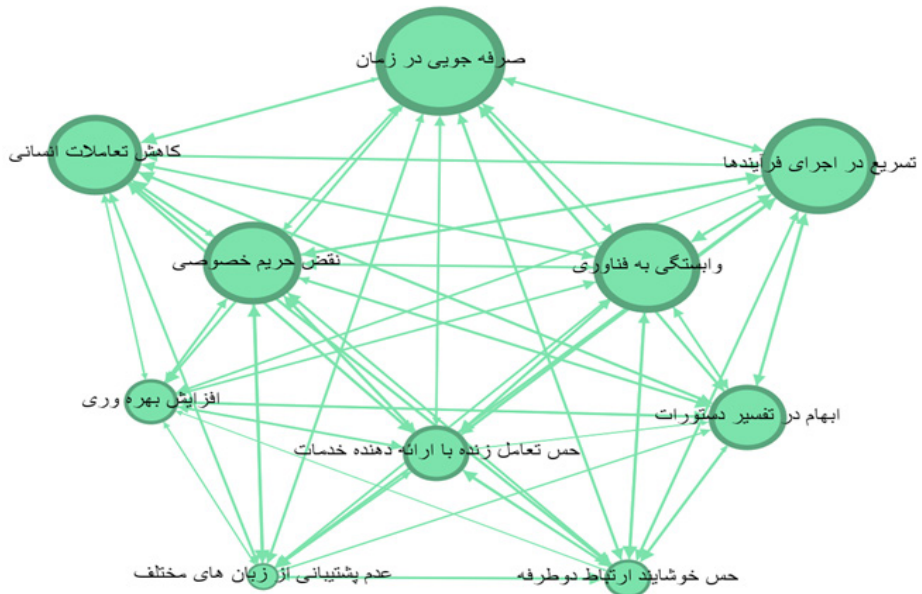 صرفه جویی در زمان
کاهش تعاملات انسانی
تسریع در اجرای فرآیندها
نقض حریم خصوصی
وابستگی به فناوری
افزایش بهره وری
ابهام در تفسیر دستورات
حس تعامل زنده با ارائه دهنده خدمات
عدم پشتیبانی از زبان های مختلف
حس خوشایند ارتباط دوطرفه